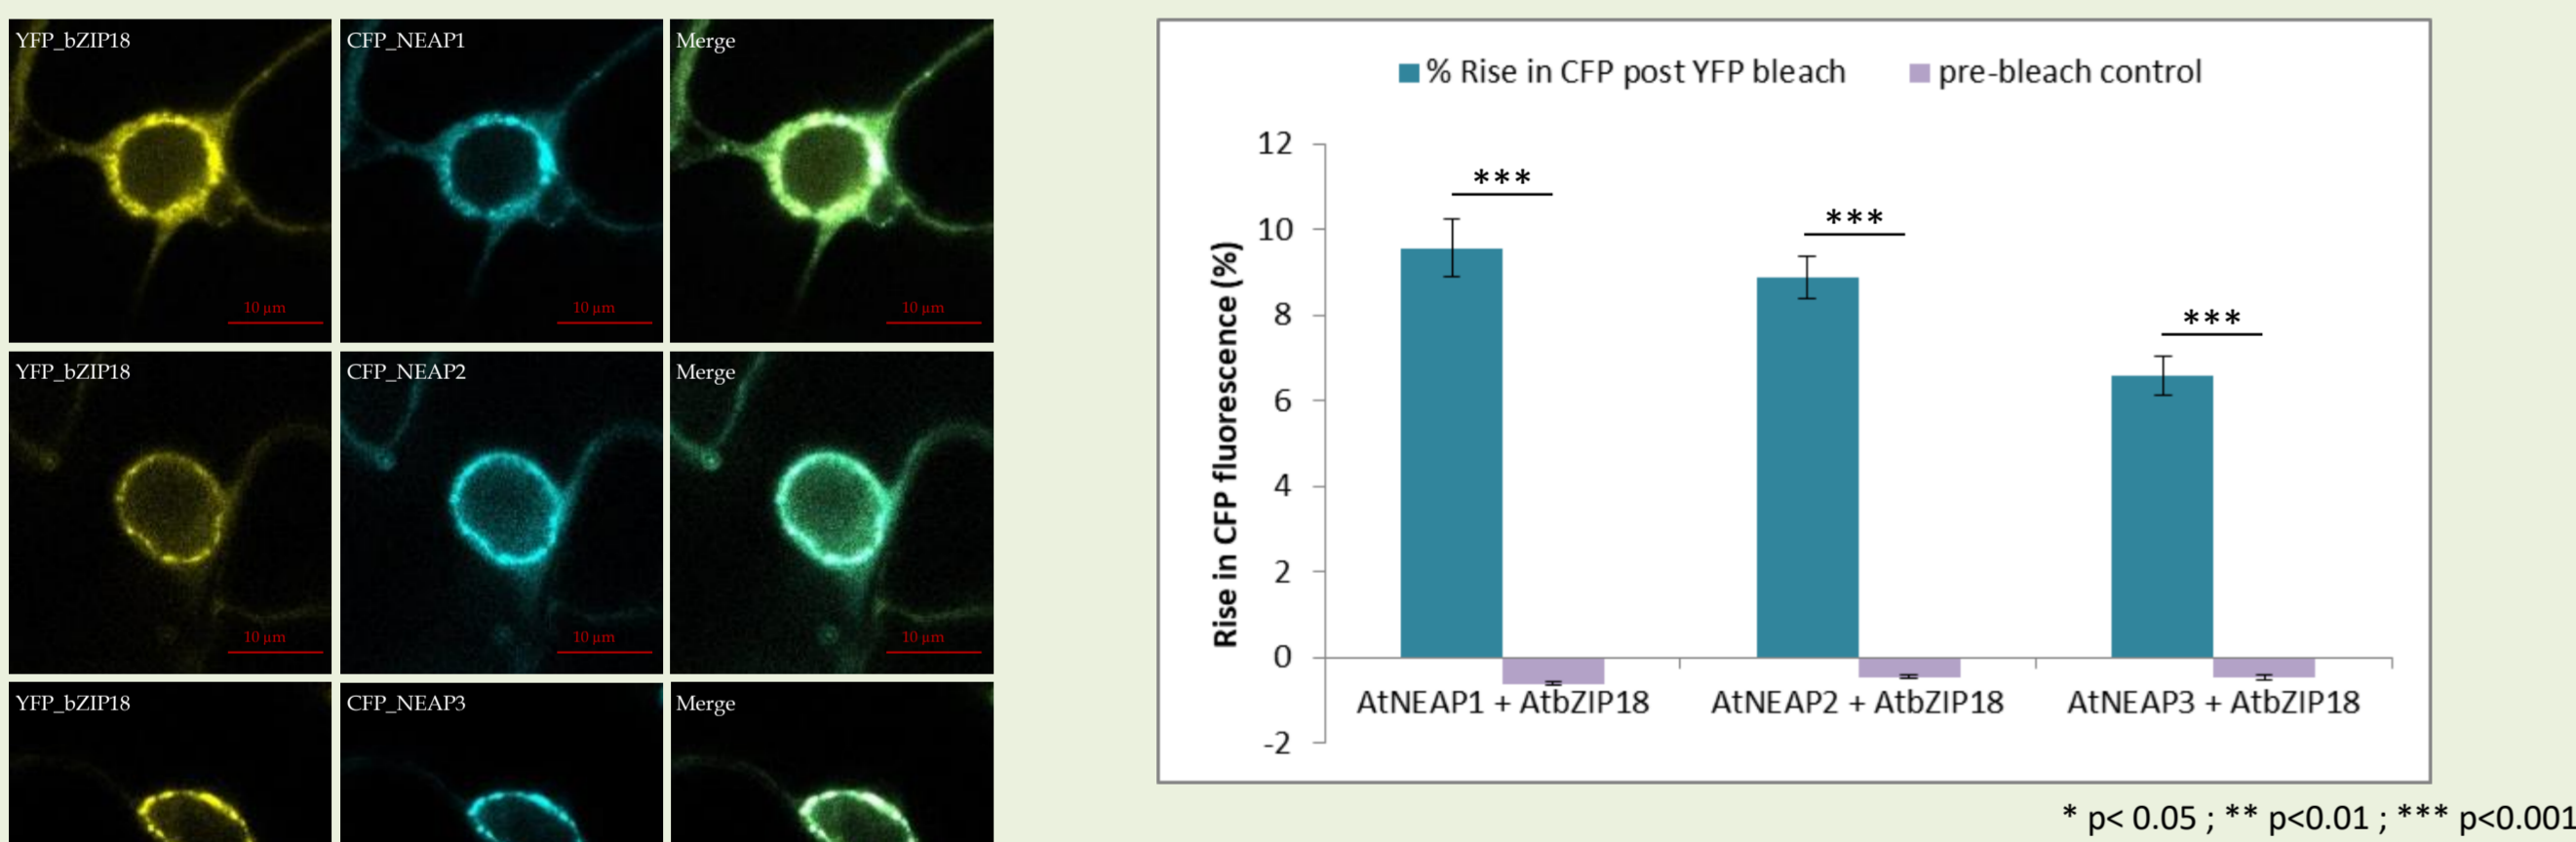 YFP_bZIP18
CFP_NEAP1
Merge
10 µm
10 µm
10 µm
YFP_bZIP18
CFP_NEAP2
Merge
10 µm
10 µm
10 µm
YFP_bZIP18
CFP_NEAP3
Merge
% Rise in CFP post YFP bleach
pre-bleach control
Rise in CFP fluorescence (%)
12
10
8
6
4
2
0
-2
***
***
***
AtNEAP1 + AtbZIP18
AtNEAP2 + AtbZIP18
AtNEAP3 + AtbZIP18
* p< 0.05 ; ** p<0.01 ; *** p<0.001